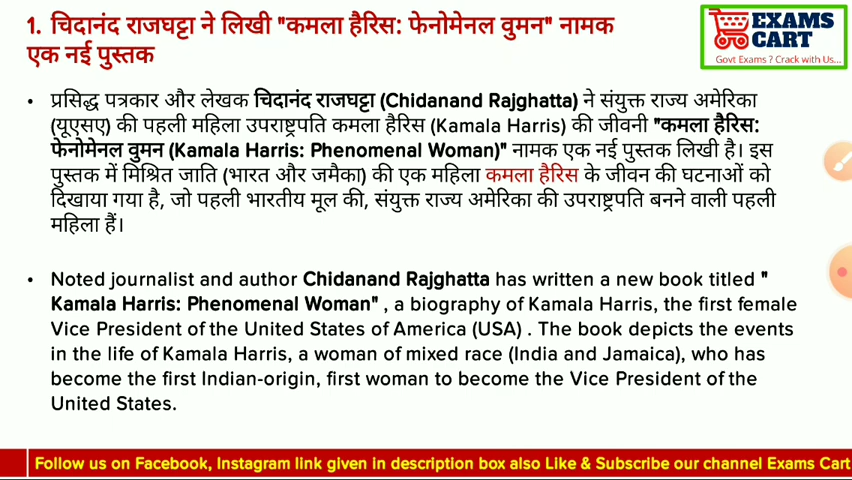 1. चिदानंद राजघट्टा ने लिखी "कमला हैरिस: फेनोमेनल वुमन" नामक
एक नई पुस्तक
EXAMS
CART
Govt Exams ? Crack with Us...
• प्रसिद्ध पत्रकार और लेखक चिदानंद राजघट्टा (Chidanand Rajghatta) ने संयुक्त राज्य अमेरिका
(यूएसए) की पहली महिला उपराष्ट्रपति कमला हैरिस (Kamala Harris) की जीवनी "कमला हैरिस:
फेनोमेनल वुमन (Kamala Harris: Phenomenal Woman)" नामक एक नई पुस्तक लिखी है। इस
पुस्तक में मिश्रित जाति (भारत और जमैका) की एक महिला कमला हैरिस के जीवन की घटनाओं को
दिखाया गया है, जो पहली भारतीय मूल की, संयुक्त राज्य अमेरिका की उपराष्ट्रपति बनने वाली पहली
महिला हैं।
• Noted journalist and author Chidanand Rajghatta has written a new book titled "
Kamala Harris: Phenomenal Woman" , a biography of Kamala Harris, the first female
Vice President of the United States of America (USA) . The book depicts the events
in the life of Kamala Harris, a woman of mixed race (India and Jamaica), who has
become the first Indian-origin, first woman to become the Vice President of the
United States.
Follow us on Facebook, Instagram link given in description box also Like & Subscribe our channel Exams Cart